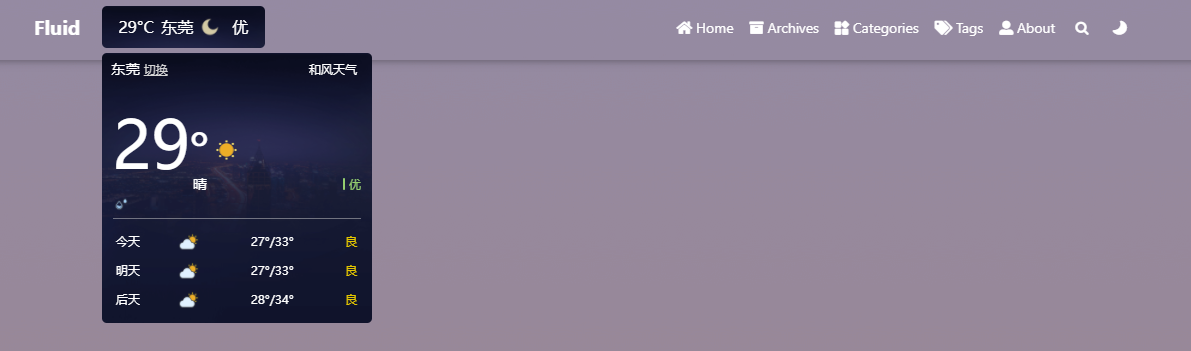 Fluid 29°C 东莞 优 Home Archives Categories Tags About
东莞 切换 和风天气
29°
晴 优
今天 27°/33° 良
明天 27°/33° 良
后天 28°/34° 良